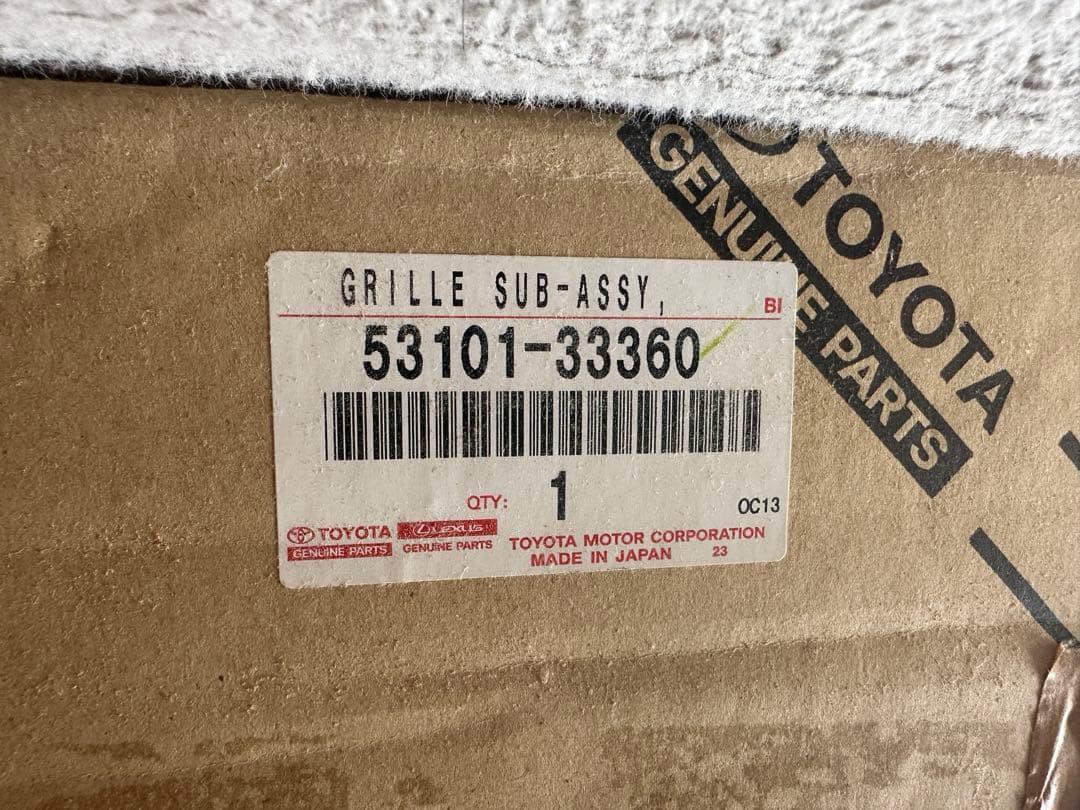 TOYOTA
GENUINE PARTS
GRILLE SUB-ASSY,
BI
53101-33360
QTY: 1
OC13
TOYOTA
GENUINE PARTS
LEXUS
GENUINE PARTS
TOYOTA MOTOR CORPORATION
MADE IN JAPAN 23